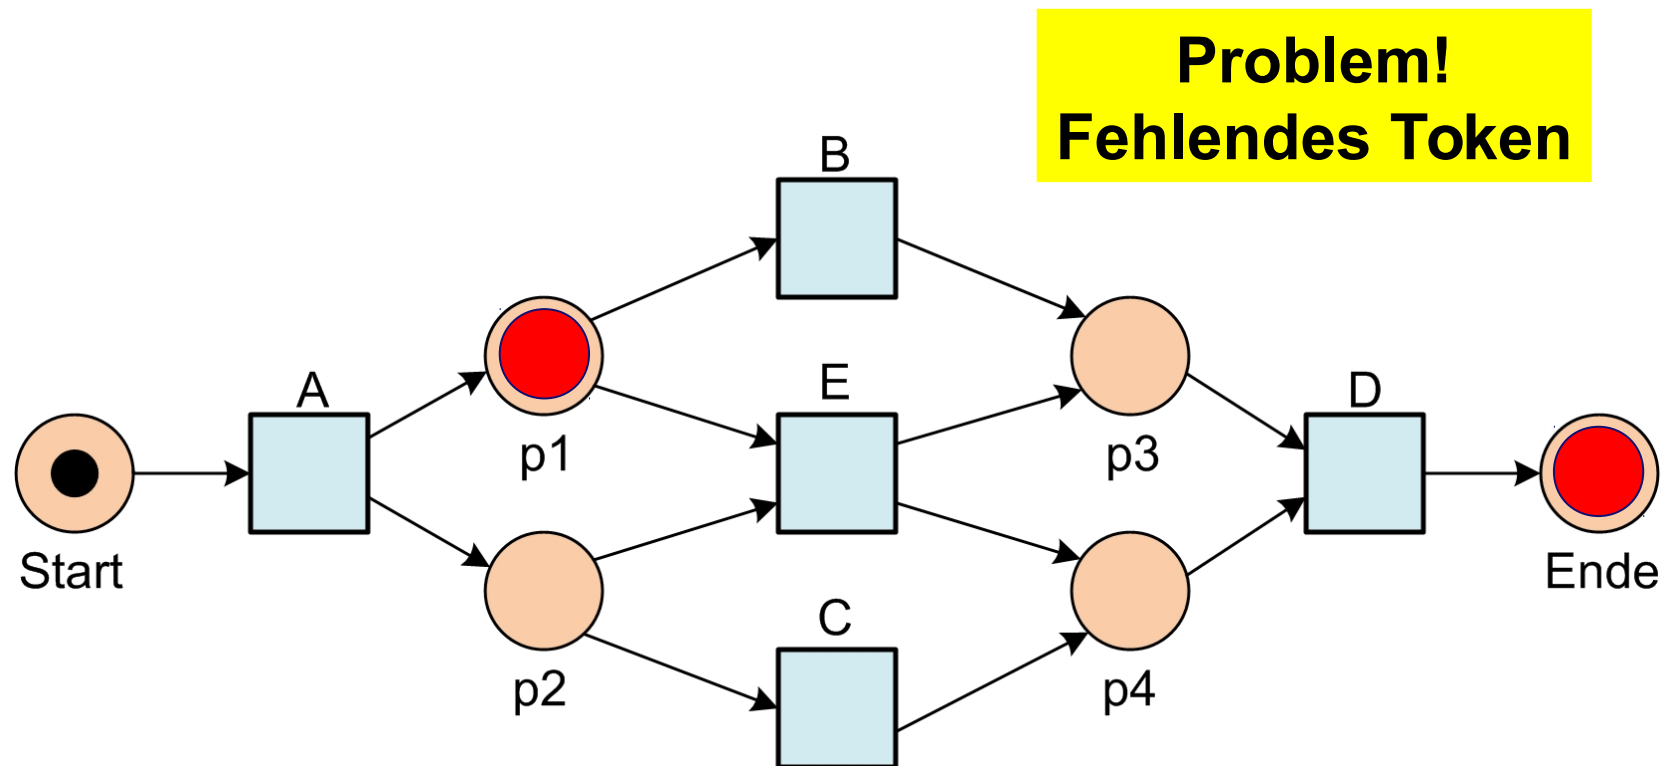 Problem!
Fehlendes Token
B
A
E
D
p1
p3
Start
Ende
C
p2
p4